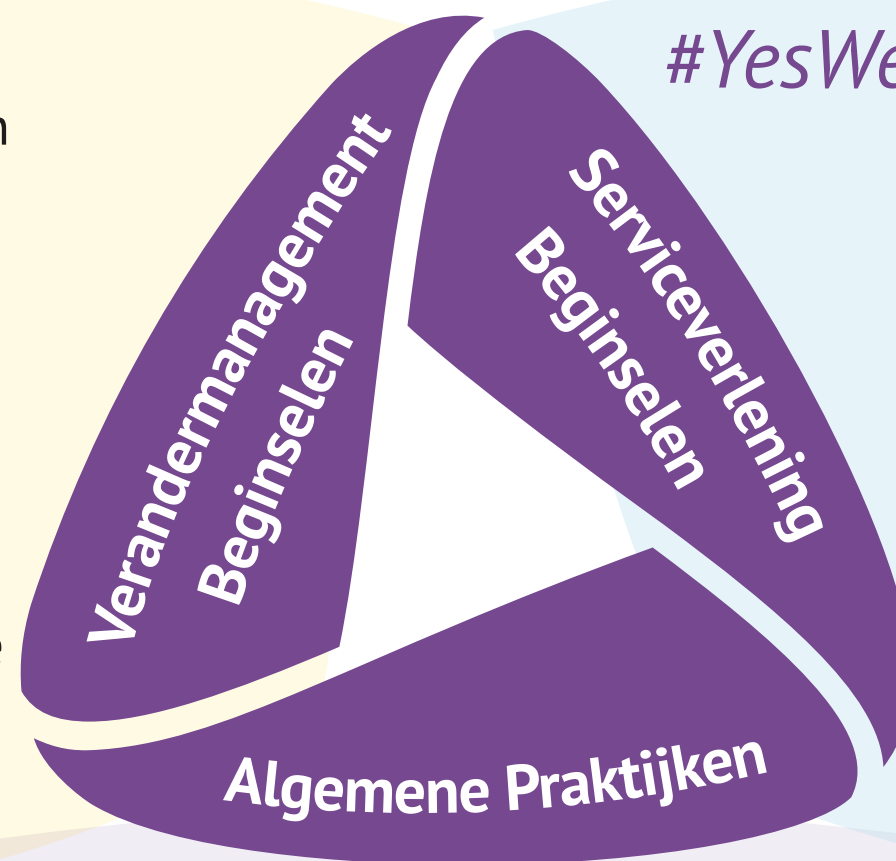 #YesWe
Verandermanagement
Beginselen
Serviceverlening
Beginselen
Algemene Praktijken